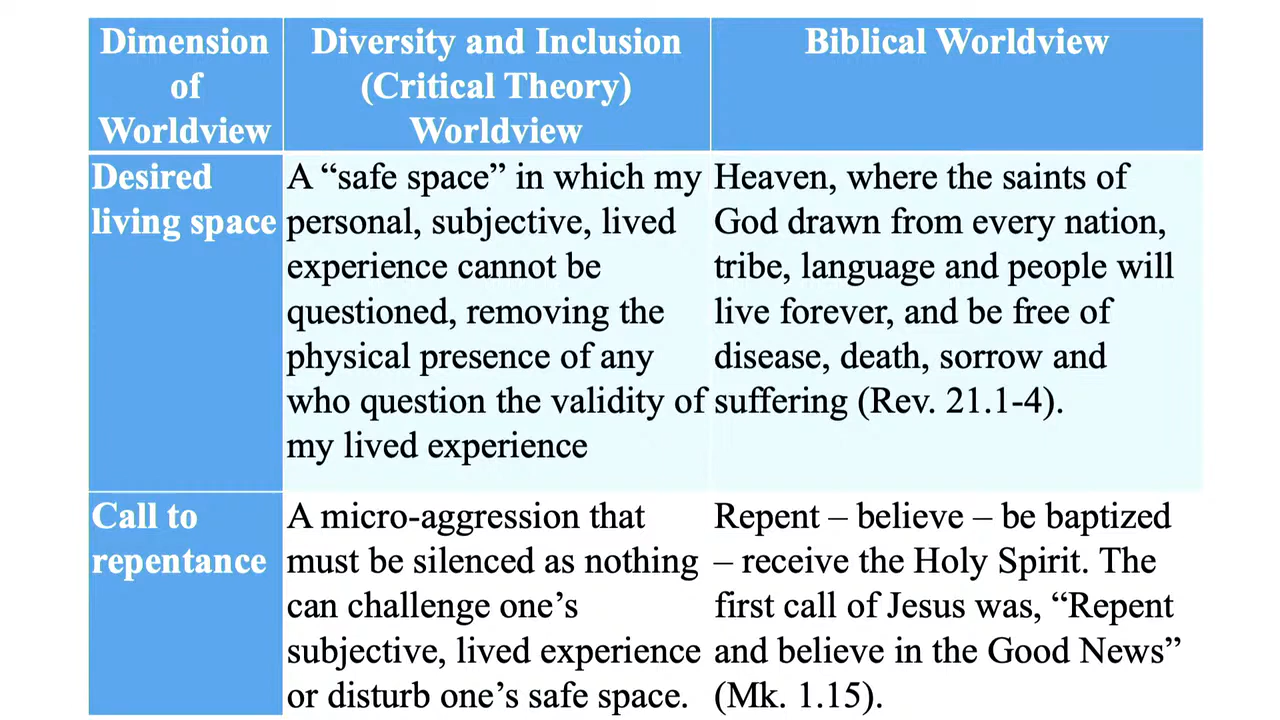 Dimension
of
Worldview
Diversity and Inclusion
(Critical Theory)
Worldview
Biblical Worldview
Desired
living space
A “safe space” in which my
personal, subjective, lived
experience cannot be
questioned, removing the
physical presence of any
who question the validity of
my lived experience
Heaven, where the saints of
God drawn from every nation,
tribe, language and people will
live forever, and be free of
disease, death, sorrow and
suffering (Rev. 21.1-4).
Call to
repentance
A micro-aggression that
must be silenced as nothing
can challenge one’s
subjective, lived experience
or disturb one’s safe space.
Repent – believe – be baptized
– receive the Holy Spirit. The
first call of Jesus was, “Repent
and believe in the Good News”
(Mk. 1.15).